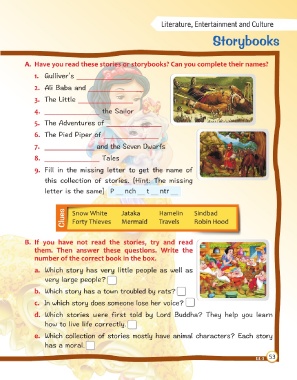 Literature, Entertainment and Culture
Storybooks
A. Have you read these stories or storybooks? Can you complete their names?
1. Gulliver's ____________
2. Ali Baba and ____________
3. The Little ____________
4. ____________ the Sailor
5. The Adventures of ____________
6. The Pied Piper of ____________
7. ____________ and the Seven Dwarfs
8. ____________ Tales
9. Fill in the missing letter to get the name of
this collection of stories. (Hint: The missing
letter is the same) P__nch__t__ntr__
Clues
Snow White Jataka Hamelin Sindbad
Forty Thieves Mermaid Travels Robin Hood
B. If you have not read the stories, try and read
them. Then answer these questions. Write the
number of the correct book in the box.
a. Which story has very little people as well as
very large people?
b. Which story has a town troubled by rats?
c. In which story does someone lose her voice?
d. Which stories were first told by Lord Buddha? They help you learn
how to live life correctly.
e. Which collection of stories mostly have animal characters? Each story
has a moral.
53